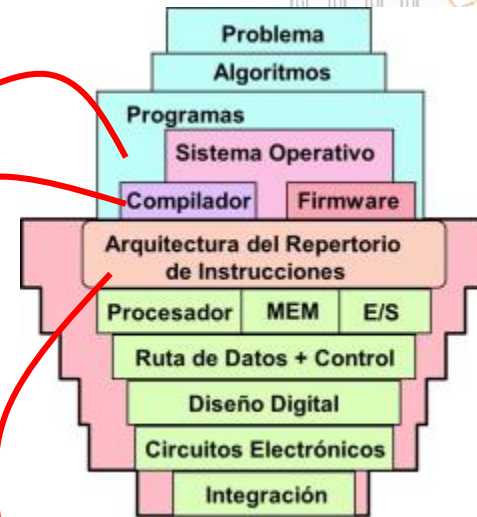 Problema
Algoritmos
Programas
Sistema Operativo
Compilador Firmware
Arquitectura del Repertorio
de Instrucciones
Procesador MEM E/S
Ruta de Datos + Control
Diseño Digital
Circuitos Electrónicos
Integración